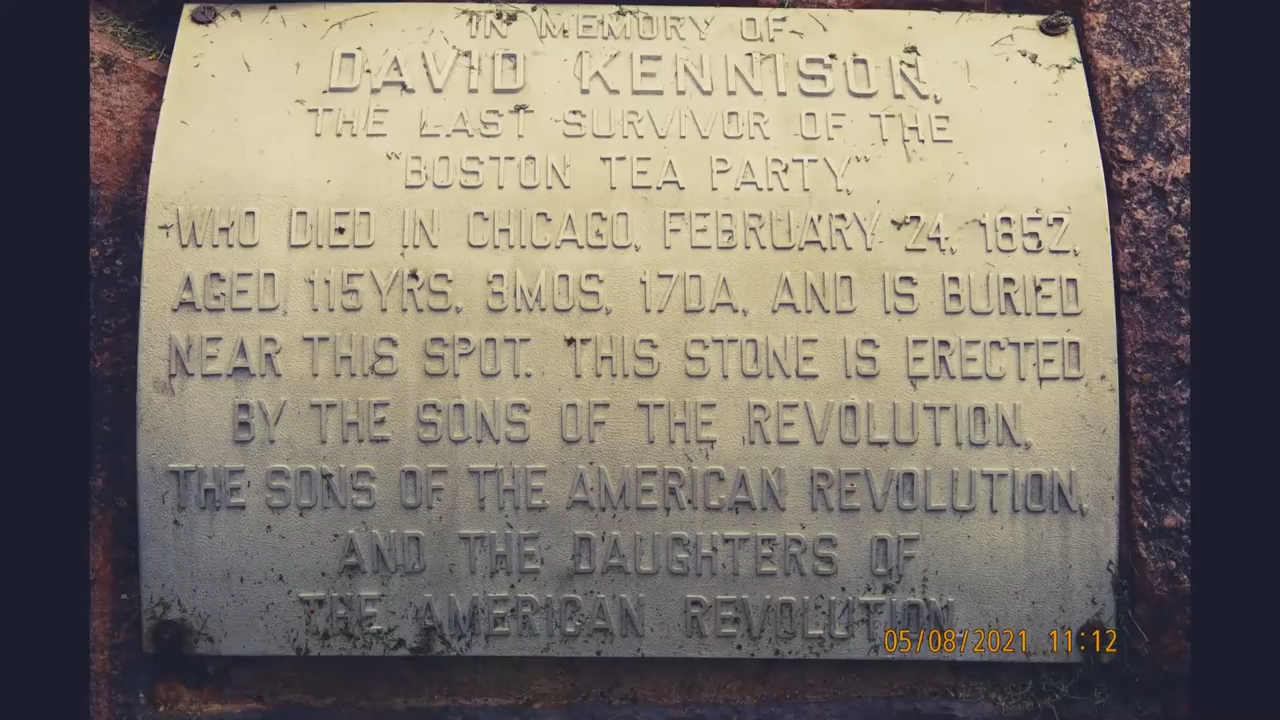 IN MEMORY OF
DAVID KENNISON,
THE LAST SURVIVOR OF THE
"BOSTON TEA PARTY,"
WHO DIED IN CHICAGO, FEBRUARY 24, 1852,
AGED 115YRS, 3MOS, 17DA, AND IS BURIED
NEAR THIS SPOT. THIS STONE IS ERECTED
BY THE SONS OF THE REVOLUTION,
THE SONS OF THE AMERICAN REVOLUTION,
AND THE DAUGHTERS OF
THE AMERICAN REVOLUTION
05/08/2021 11:12